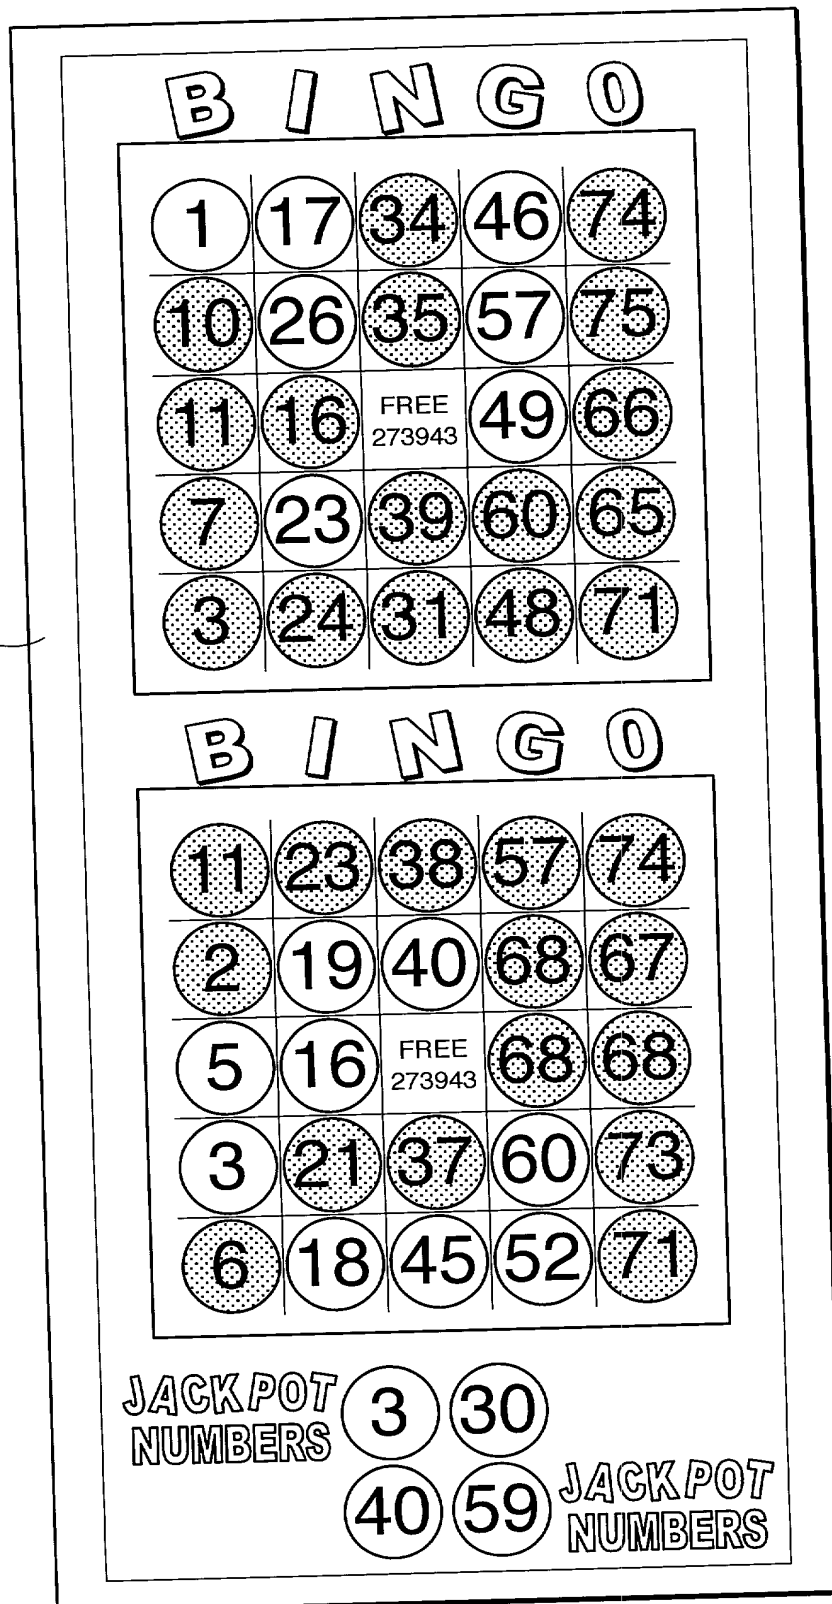 B I N G O
1 17 34 46 74
10 26 35 57 75
11 16 FREE 273943 49 66
7 23 39 60 65
3 24 31 48 71
B I N G O
11 23 38 57 74
2 19 40 68 67
5 16 FREE 273943 68 68
3 21 37 60 73
6 18 45 52 71
JACKPOT NUMBERS
3 30
40 59
JACKPOT NUMBERS